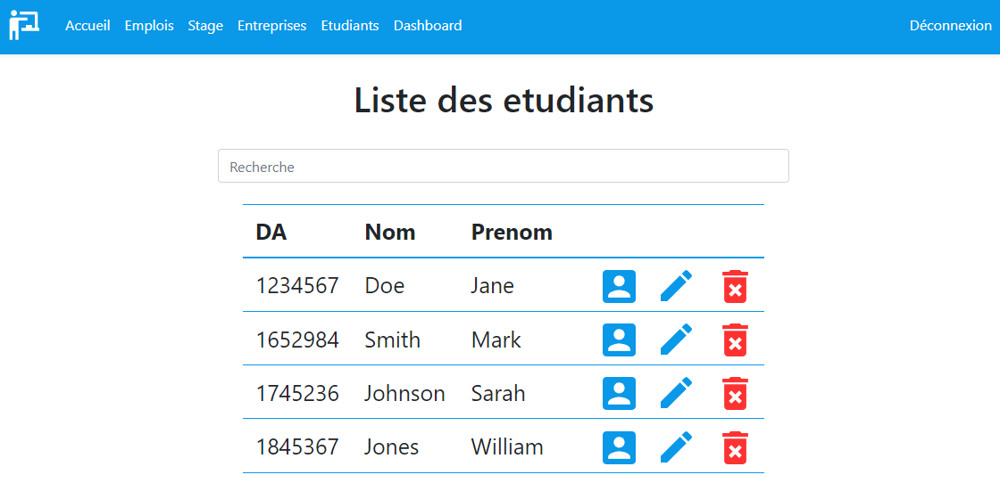 Accueil Emplois Stage Entreprises Etudiants Dashboard Déconnexion
Liste des etudiants
Recherche
DA Nom Prenom
1234567 Doe Jane
1652984 Smith Mark
1745236 Johnson Sarah
1845367 Jones William